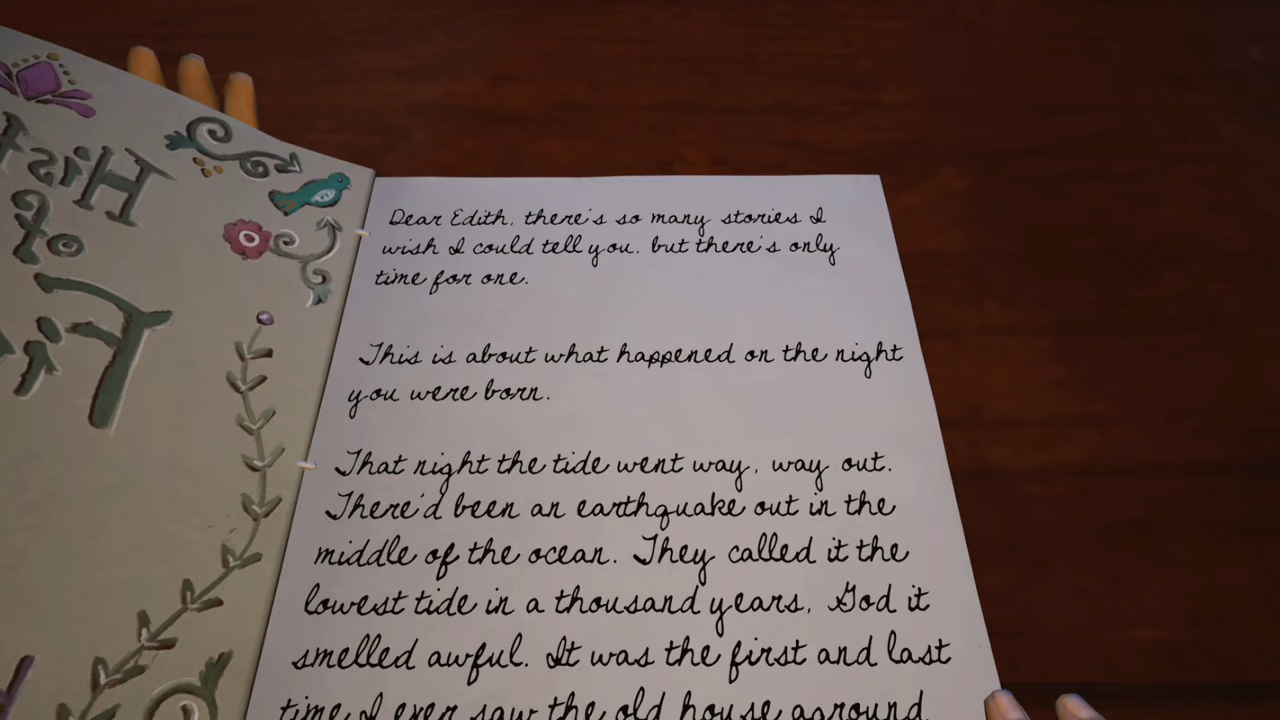 Hist
of
Fi
Dear Edith, there's so many stories I
wish I could tell you, but there's only
time for one.
This is about what happened on the night
you were born.
That night the tide went way, way out.
There'd been an earthquake out in the
middle of the ocean. They called it the
lowest tide in a thousand years. God it
smelled awful. It was the first and last
time I ever saw the old house aground.